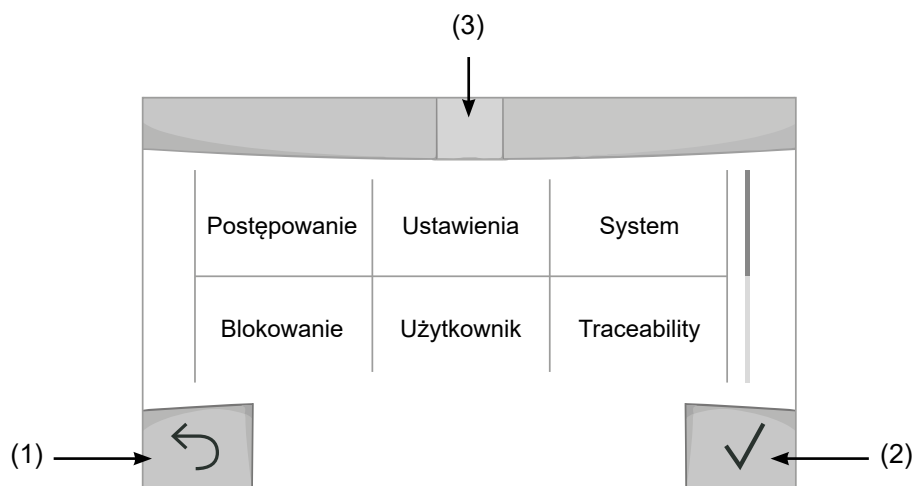 (3)
Postępowanie Ustawienia System
Blokowanie Użytkownik Traceability
(1)
(2)